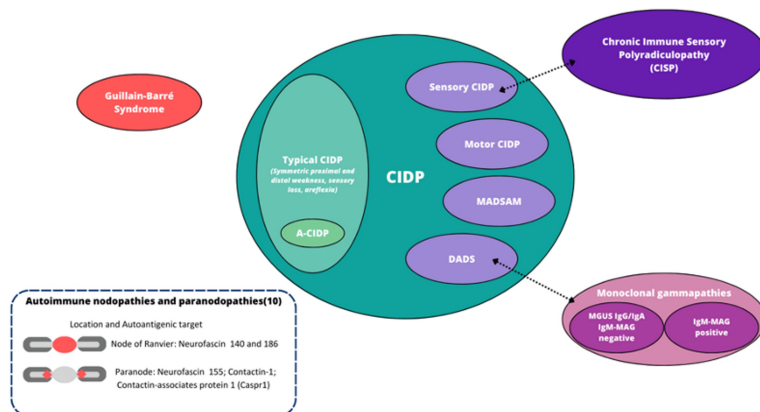 Guillain-Barré
Syndrome
Typical CIDP
(Symmetric proximal and
distal weakness, sensory
loss, areflexia)
A-CIDP
CIDP
Sensory CIDP
Motor CIDP
MADSAM
DADS
Chronic Immune Sensory
Polyradiculopathy
(CISP)
Monoclonal gammapathies
MGUS IgG/IgA
IgM-MAG
negative
IgM-MAG
positive
Autoimmune nodopathies and paranodopathies(10)
Location and Autoantigenic target
Node of Ranvier: Neurofascin 140 and 186
Paranode: Neurofascin 155; Contactin-1;
Contactin-associates protein 1 (Caspr1)